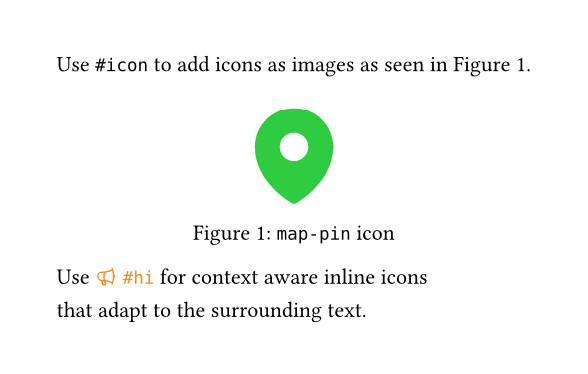 Use #icon to add icons as images as seen in Figure 1.
Figure 1: map-pin icon
Use #hi for context aware inline icons
that adapt to the surrounding text.